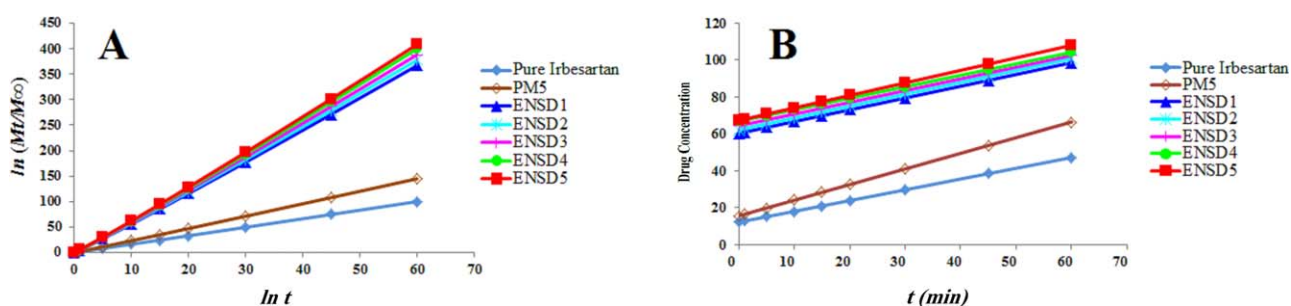 A
ln (Mt/M∞)
450
400
350
300
250
200
150
100
50
0
0 10 20 30 40 50 60 70
ln t
Pure Irbesartan
PM5
ENSD1
ENSD2
ENSD3
ENSD4
ENSD5
B
Drug Concentration
120
100
80
60
40
20
0
0 10 20 30 40 50 60 70
t (min)
Pure Irbesartan
PM5
ENSD1
ENSD2
ENSD3
ENSD4
ENSD5